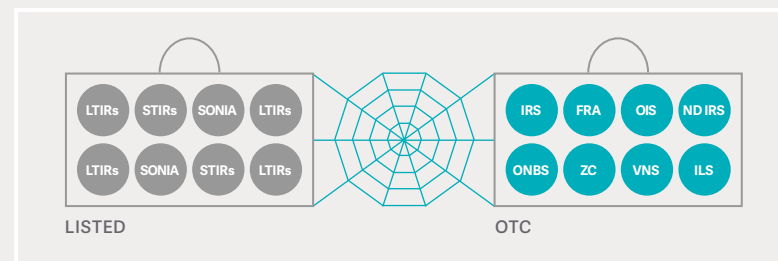 LTIRs STIRs SONIA LTIRs
LTIRs SONIA STIRs LTIRs
LISTED
IRS FRA OIS ND IRS
ONBS ZC VNS ILS
OTC